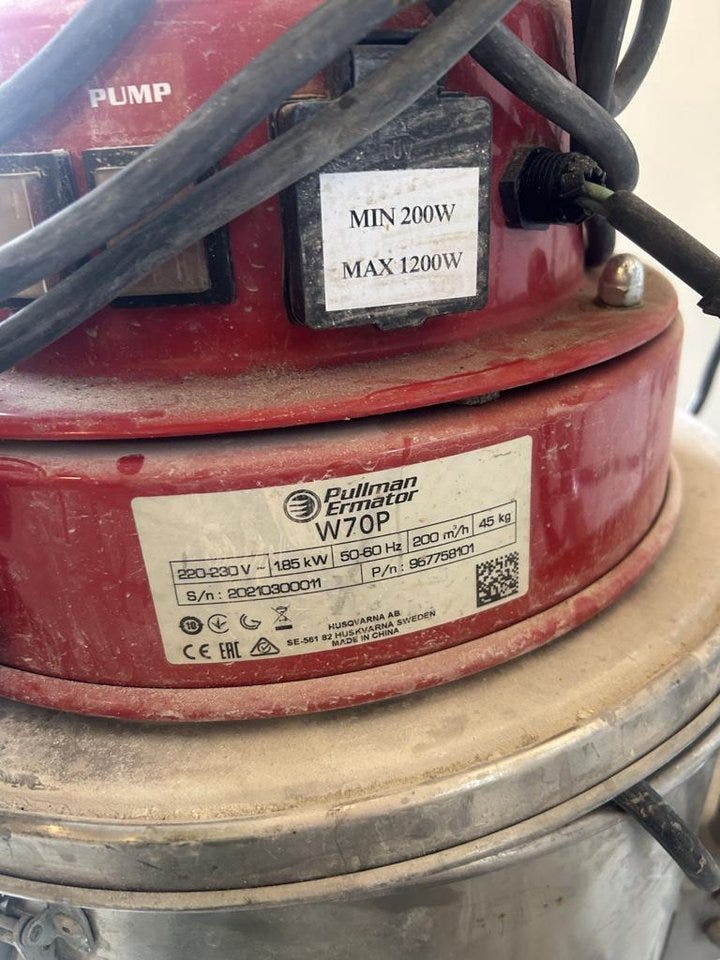 PUMP
MIN 200W
MAX 1200W
Pullman
Ermator
W70P
220-230 V ~ 1.85 kW 50-60 Hz 200 m³/h 45 kg
S/n : 20210300011 P/n : 967758101
10
CE EAC
HUSQVARNA AB
SE-561 82 HUSKVARNA SWEDEN
MADE IN CHINA